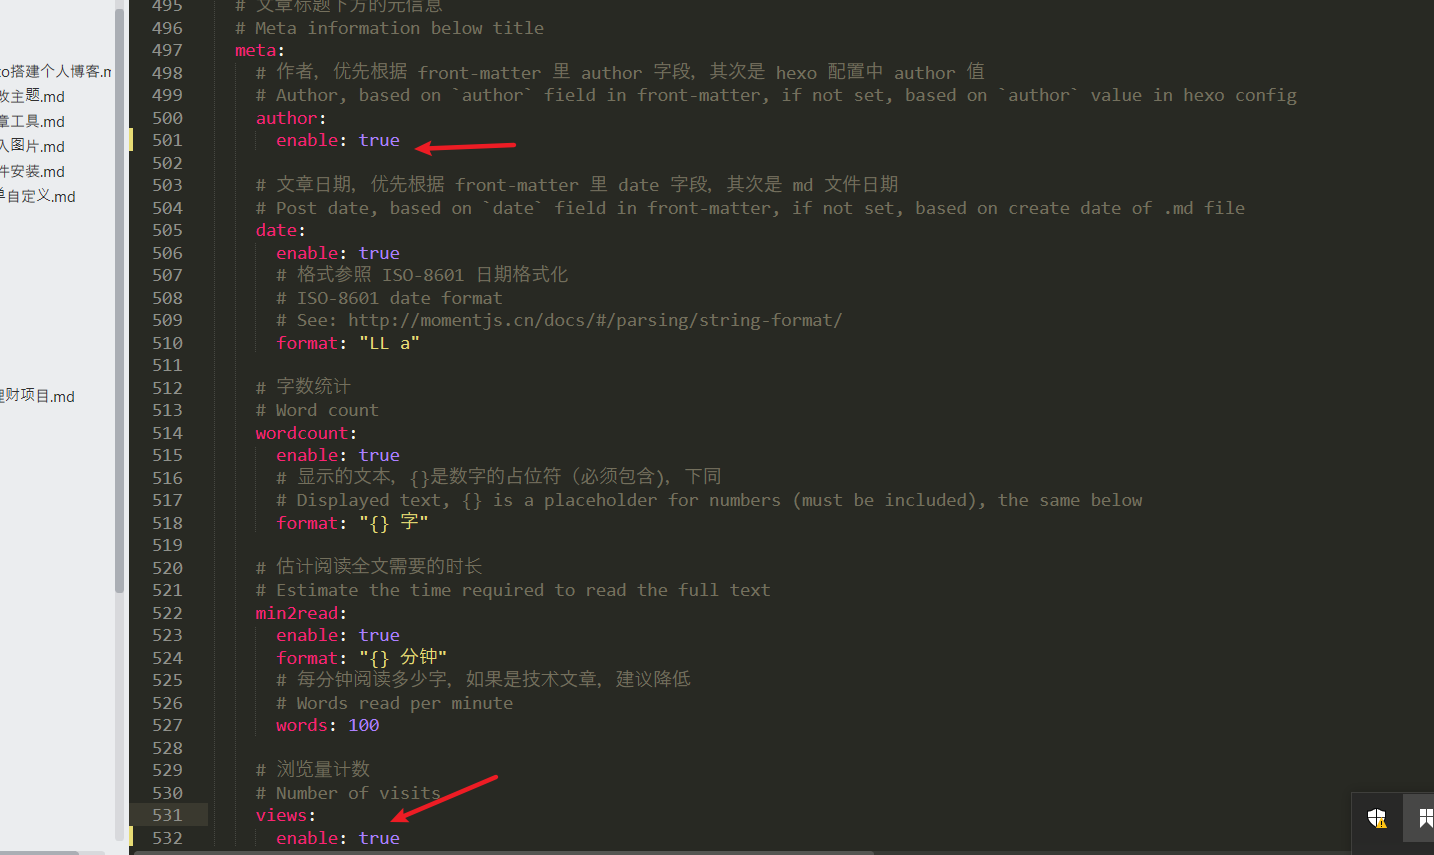 to搭建个人博客.m
改主题.md
章工具.md
入图片.md
件安装.md
单自定义.md
理财项目.md
495 # 文章标题下方的元信息
496 # Meta information below title
497 meta:
498 # 作者, 优先根据 front-matter 里 author 字段, 其次是 hexo 配置中 author 值
499 # Author, based on `author` field in front-matter, if not set, based on `author` value in hexo config
500 author:
501 enable: true
502
503 # 文章日期, 优先根据 front-matter 里 date 字段, 其次是 md 文件日期
504 # Post date, based on `date` field in front-matter, if not set, based on create date of .md file
505 date:
506 enable: true
507 # 格式参照 ISO-8601 日期格式化
508 # ISO-8601 date format
509 # See: http://momentjs.cn/docs/#/parsing/string-format/
510 format: "LL a"
511
512 # 字数统计
513 # Word count
514 wordcount:
515 enable: true
516 # 显示的文本, {}是数字的占位符 (必须包含), 下同
517 # Displayed text, {} is a placeholder for numbers (must be included), the same below
518 format: "{} 字"
519
520 # 估计阅读全文需要的时长
521 # Estimate the time required to read the full text
522 min2read:
523 enable: true
524 format: "{} 分钟"
525 # 每分钟阅读多少字, 如果是技术文章, 建议降低
526 # Words read per minute
527 words: 100
528
529 # 浏览量计数
530 # Number of visits
531 views:
532 enable: true